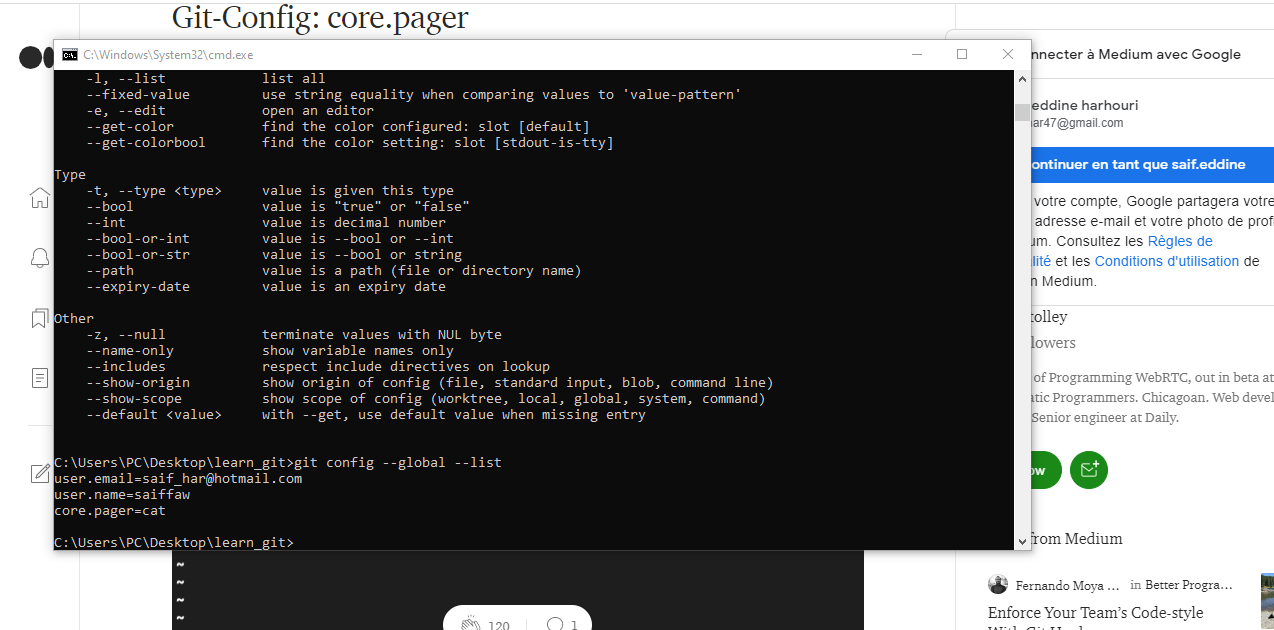 Git-Config: core.pager
C:\Windows\System32\cmd.exe
-l, --list list all
--fixed-value use string equality when comparing values to 'value-pattern'
-e, --edit open an editor
--get-color find the color configured: slot [default]
--get-colorbool find the color setting: slot [stdout-is-tty]
Type
-t, --type <type> value is given this type
--bool value is "true" or "false"
--int value is decimal number
--bool-or-int value is --bool or --int
--bool-or-str value is --bool or string
--path value is a path (file or directory name)
--expiry-date value is an expiry date
Other
-z, --null terminate values with NUL byte
--name-only show variable names only
--includes respect include directives on lookup
--show-origin show origin of config (file, standard input, blob, command line)
--show-scope show scope of config (worktree, local, global, system, command)
--default <value> with --get, use default value when missing entry
C:\Users\PC\Desktop\learn_git>git config --global --list
user.email=saif_har@hotmail.com
user.name=saiffaw
core.pager=cat
C:\Users\PC\Desktop\learn_git>
~
~
~
~
120 1
nnecter à Medium avec Google
eddine harhouri
ar47@gmail.com
ontinuer en tant que saif.eddine
votre compte, Google partagera votre
adresse e-mail et votre photo de profi
um. Consultez les Règles de
lité et les Conditions d'utilisation de
n Medium.
tolley
lowers
of Programming WebRTC, out in beta at
atic Programmers. Chicagoan. Web devel
Senior engineer at Daily.
ow
from Medium
Fernando Moya ... in Better Progra...
Enforce Your Team's Code-style